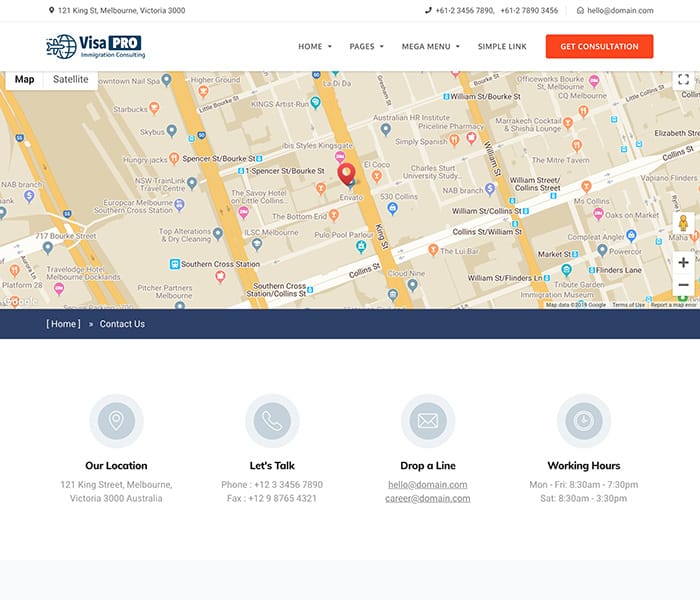 121 King St, Melbourne, Victoria 3000
+61-2 3456 7890, +61-2 7890 3456
hello@domain.com
Visa PRO
Immigration Consulting
HOME
PAGES
MEGA MENU
SIMPLE LINK
GET CONSULTATION
Map
Satellite
Downtown Nail Spa
Higher Ground
La Di Da
William St/Bourke St
Officeworks Bourke
St, Melbourne
Starbucks
Little Bourke St
KINGS Artist-Run
Australian HIR Institute
Marrakech Cocktail
& Shisha Lounge
CQ Melbourne
Skybus
Priceline Pharmacy
ibis Styles Kingsgate
Simply Spanish
William St
Elizabeth Stre
Hungry-jacks
Spencer St/Bourke St
The Mitre Tavern
El Coco
1-Spencer St/Bourke St
Charles Sturt
University Study...
Collins St
NSW-TrainLink
Travel Centre
NAB branch
The Savoy Hotel
on Little Collins...
Envato
530 Collins
NAB branch
William Street/
Collins Street
Vapiano Flinders
Europcar Melbourne
Southern Cross Station
The Bottom End
William St/Collins St
Ms Collins
Oaks on Market
717 Bourke Street
Top Alterations
& Dry Cleaning
ILSC Melbourne
Pulo Pool Parlour
King St
Collins St/William St
Compleat Angler
The Lui Bar
Market St
Powercor
Travelodge Hotel
Melbourne Docklands
Southern Cross Station
Collins St
Cloud Nine
Flinders Lane
William St/Flinders Ln
Tribute Garden
Pitcher Partners
Melbourne
Southern Cross
Station/Collins St
Immigration Museum
Google
Map data ©2019 Google
Terms of Use
Report a map error
[ Home ] » Contact Us
Our Location
121 King Street, Melbourne,
Victoria 3000 Australia
Let's Talk
Phone : +12 3 3456 7890
Fax : +12 9 8765 4321
Drop a Line
hello@domain.com
career@domain.com
Working Hours
Mon - Fri: 8:30am - 7:30pm
Sat: 8:30am - 3:30pm